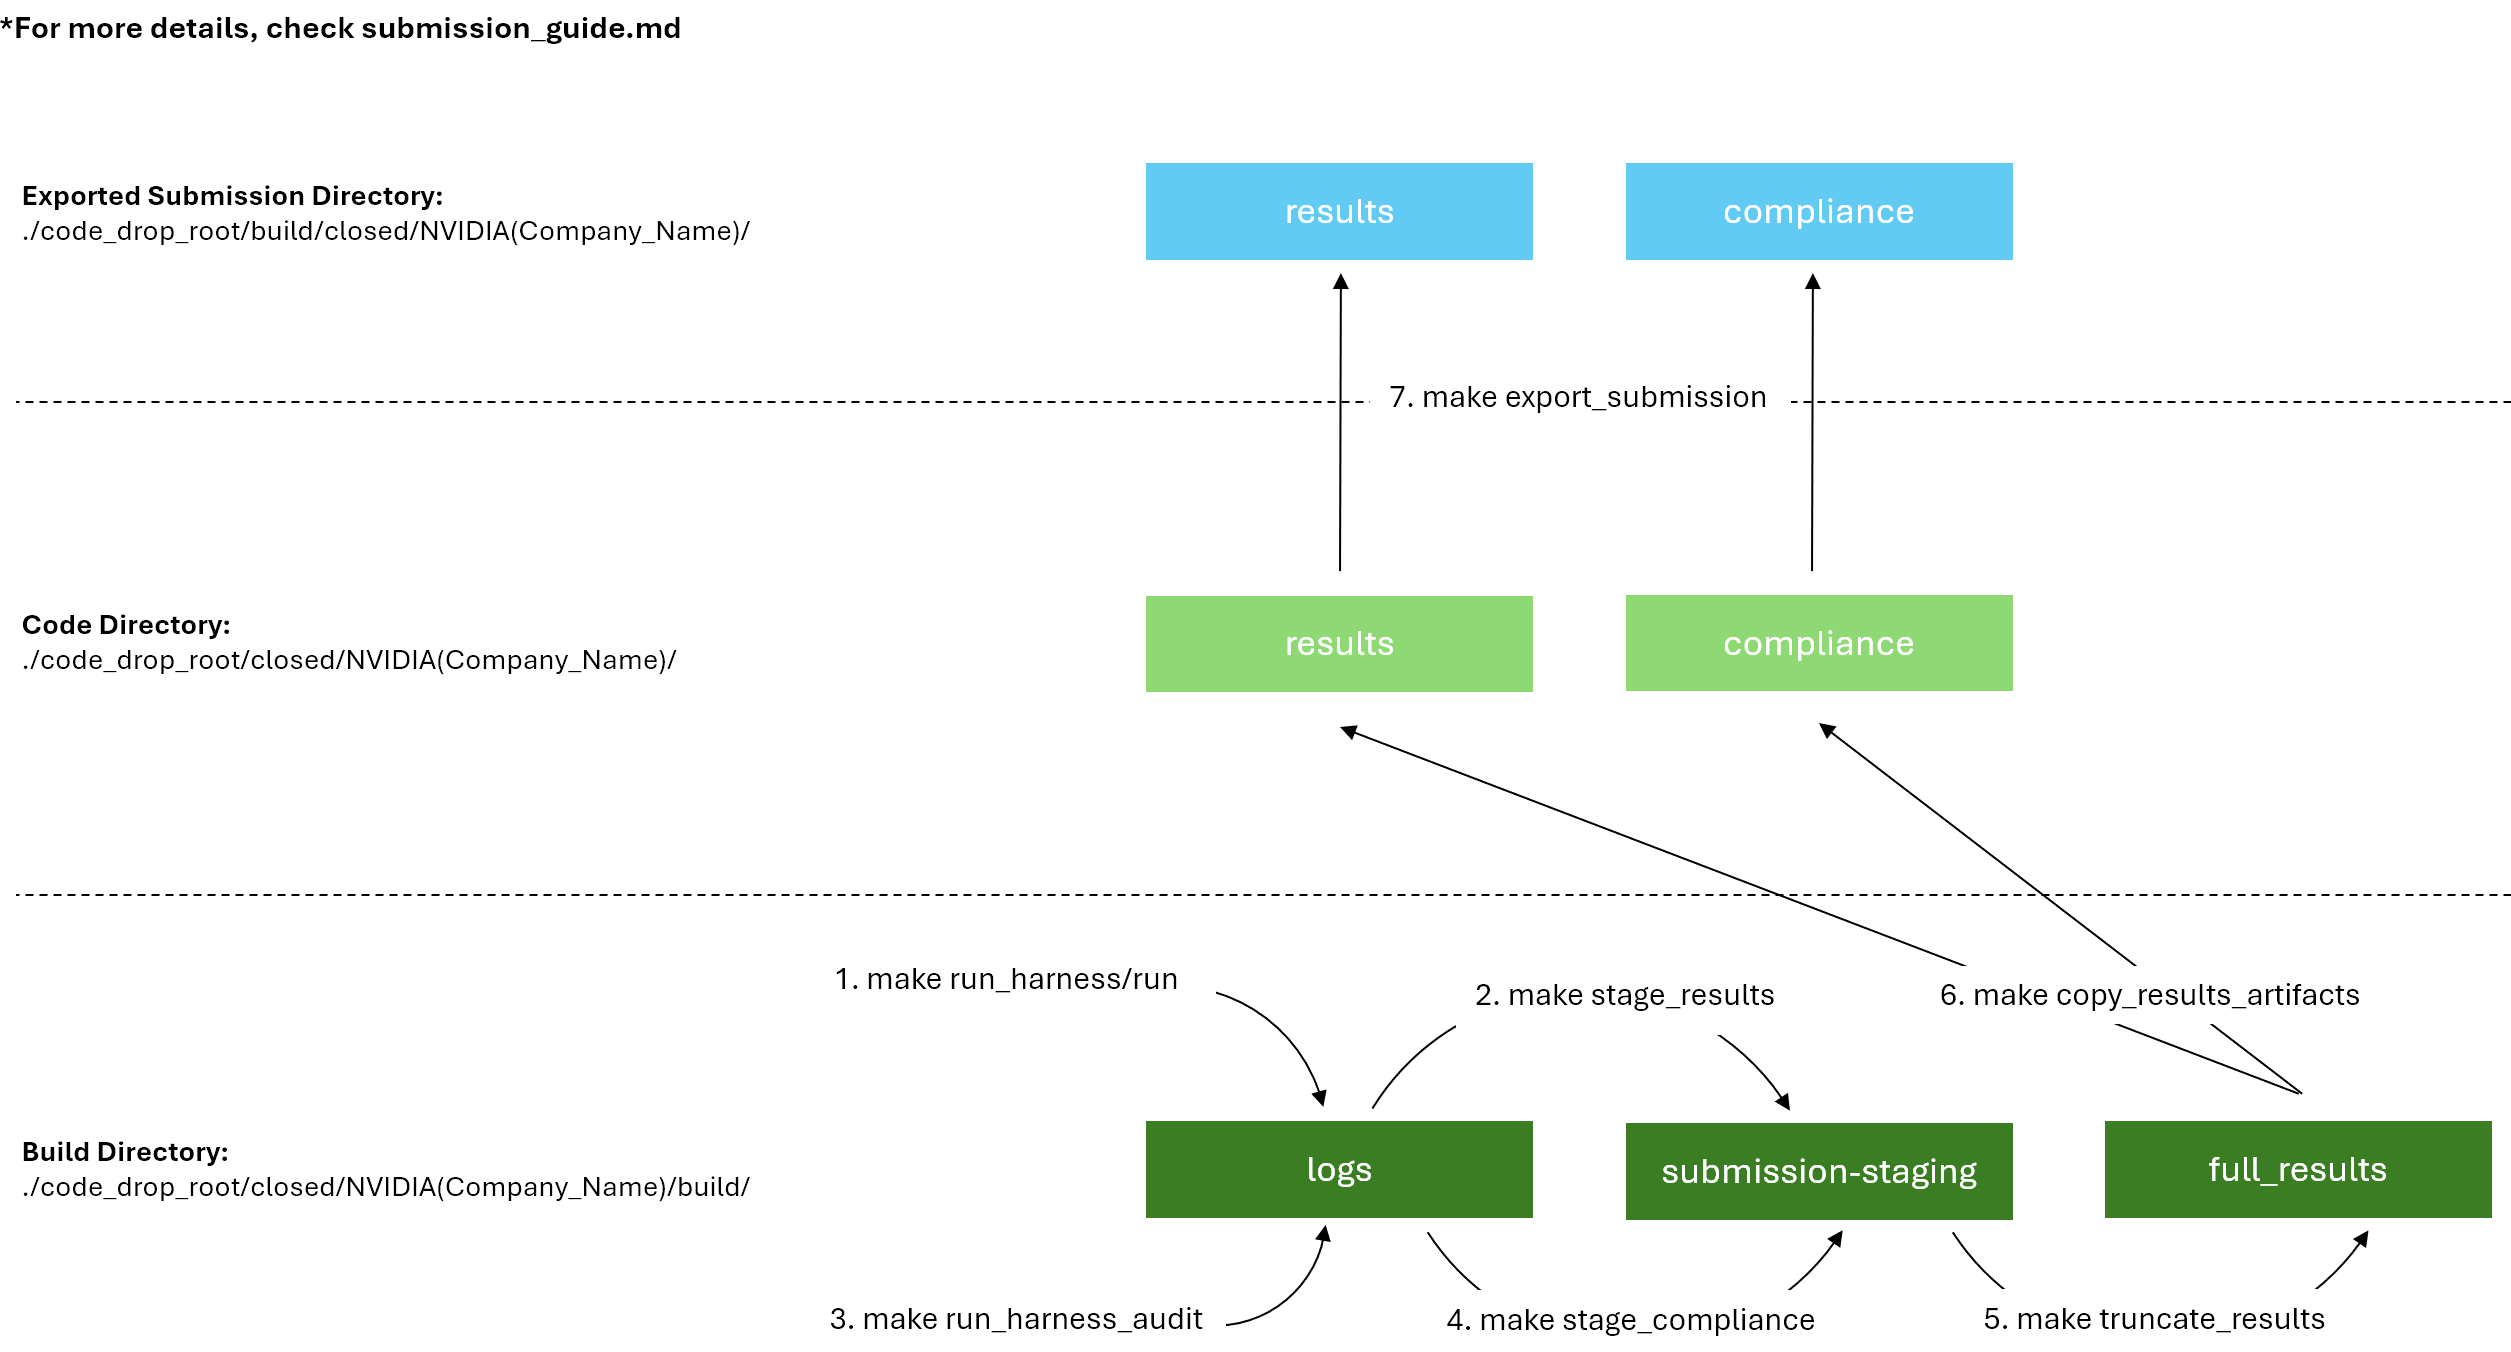 *For more details, check submission_guide.md
Exported Submission Directory:
./code_drop_root/build/closed/NVIDIA(Company_Name)/
results
compliance
7. make export_submission
Code Directory:
./code_drop_root/closed/NVIDIA(Company_Name)/
results
compliance
1. make run_harness/run
2. make stage_results
6. make copy_results_artifacts
Build Directory:
./code_drop_root/closed/NVIDIA(Company_Name)/build/
logs
submission-staging
full_results
3. make run_harness_audit
4. make stage_compliance
5. make truncate_results